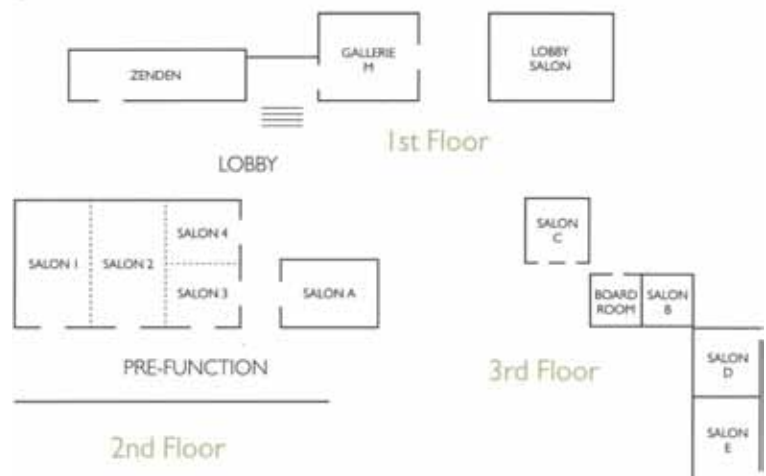 ZENDEN
GALLERIE
M
LOBBY
SALON
1st Floor
LOBBY
SALON 1
SALON 2
SALON 4
SALON 3
SALON A
PRE-FUNCTION
2nd Floor
SALON
C
BOARD
ROOM
SALON
B
3rd Floor
SALON
D
SALON
E